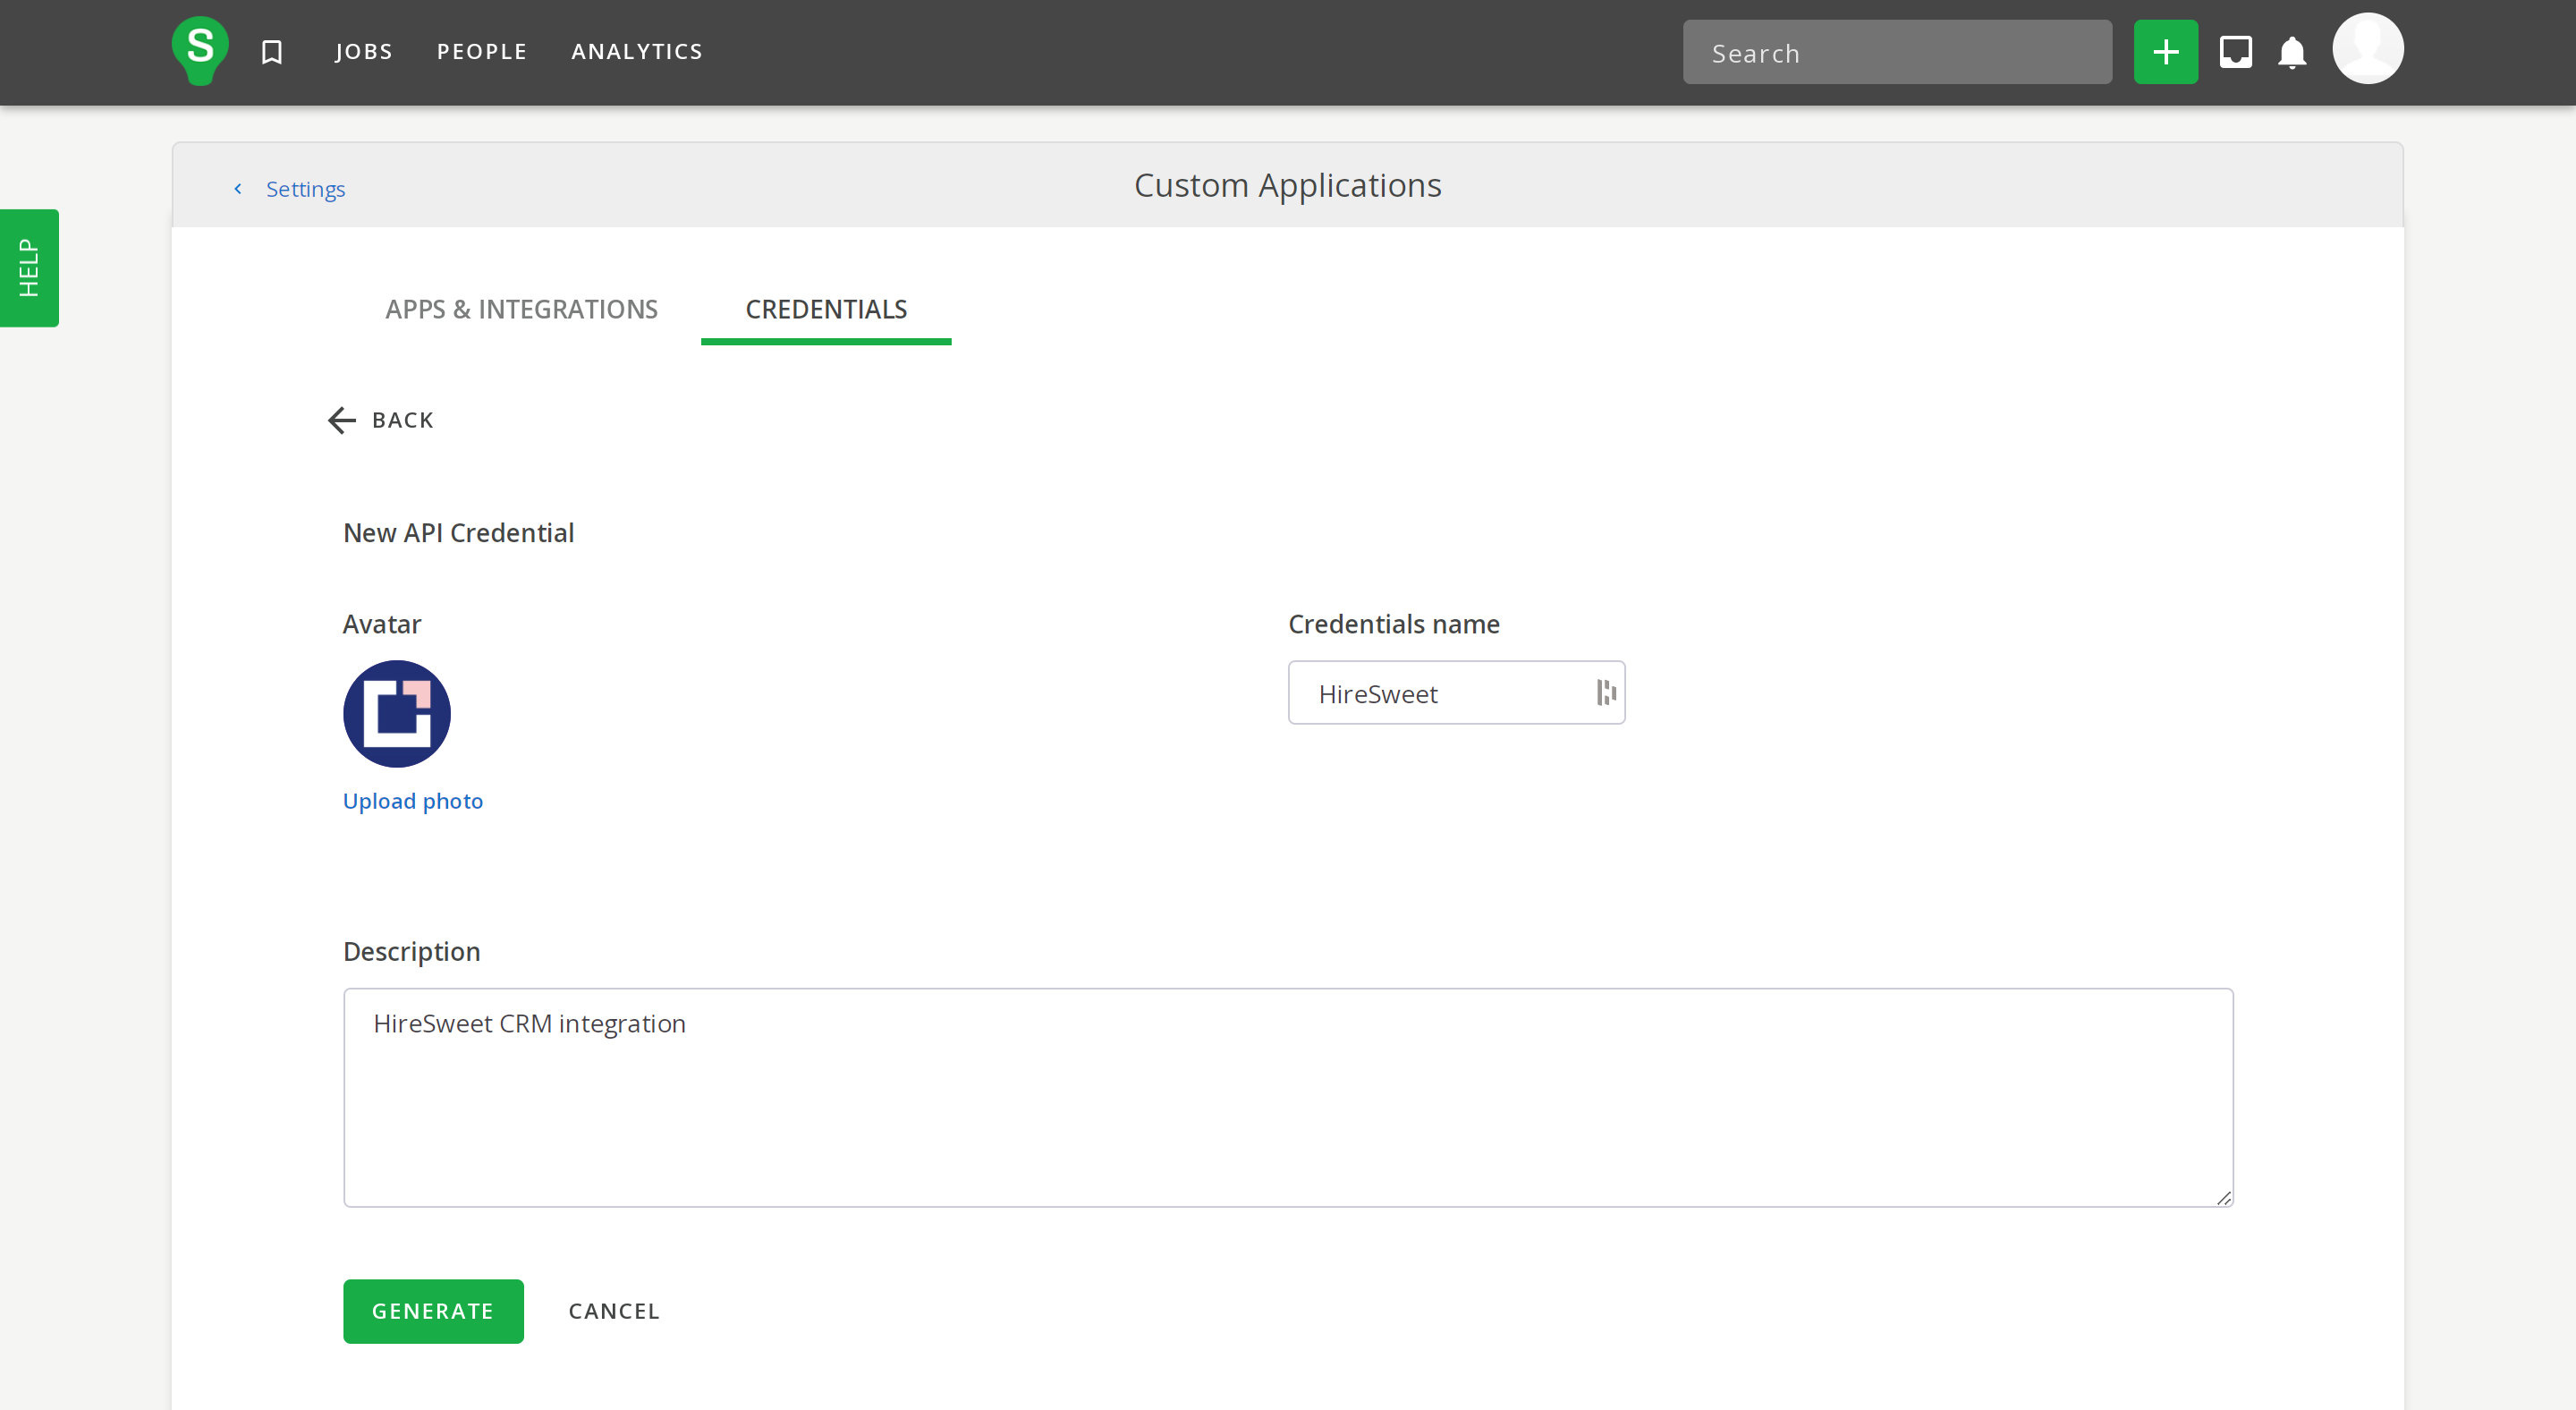 S
JOBS
PEOPLE
ANALYTICS
Search
Settings
Custom Applications
HELP
APPS & INTEGRATIONS
CREDENTIALS
BACK
New API Credential
Avatar
Credentials name
HireSweet
Upload photo
Description
HireSweet CRM integration
GENERATE
CANCEL